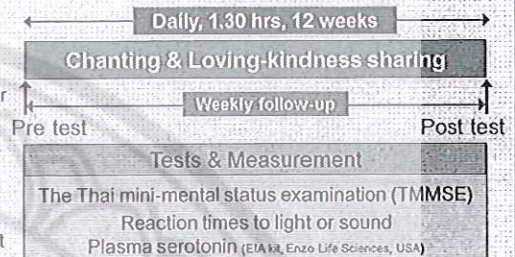 Daily, 1.30 hrs, 12 weeks
Chanting & Loving-kindness sharing
r
Weekly follow-up
Pre test
Post test
Tests & Measurement
The Thai mini-mental status examination (TMMSE)
Reaction times to light or sound
t
Plasma serotonin (EIA kit, Enzo Life Sciences, USA)